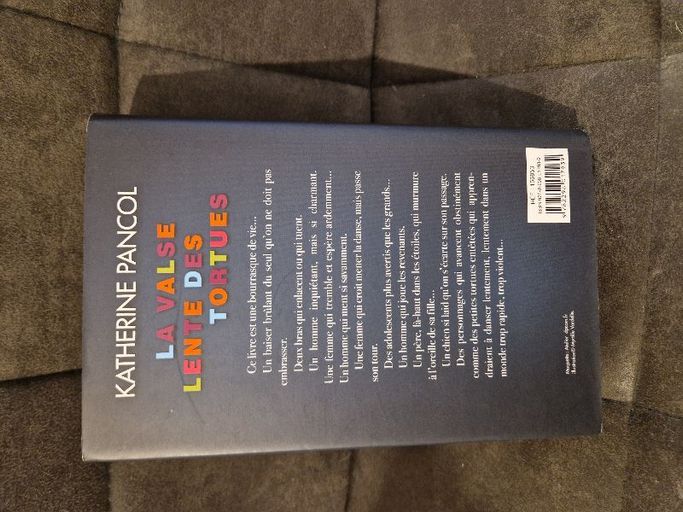 KATHERINE PANCOL
LA VALSE
LENTE DES
TORTUES
Ce livre est une bourrasque de vie...
Un baiser brûlant du seul qu'on ne doit pas
embrasser.
Deux bras qui enlacent ou qui tuent.
Un homme inquiétant, mais si charmant.
Une femme qui tremble et espère ardemment...
Un homme qui ment si savamment.
Une femme qui croit mener la danse, mais passe
son tour.
Des adolescents plus avertis que les grands...
Un homme qui joue les revenants.
Un père, là-haut dans les étoiles, qui murmure
à l'oreille de sa fille...
Un chien si laid qu'on s'écarte sur son passage.
Des personnages qui avancent obstinément
comme des petites tortues entêtées qui appren-
draient à danser lentement, lentement dans un
monde trop rapide, trop violent...